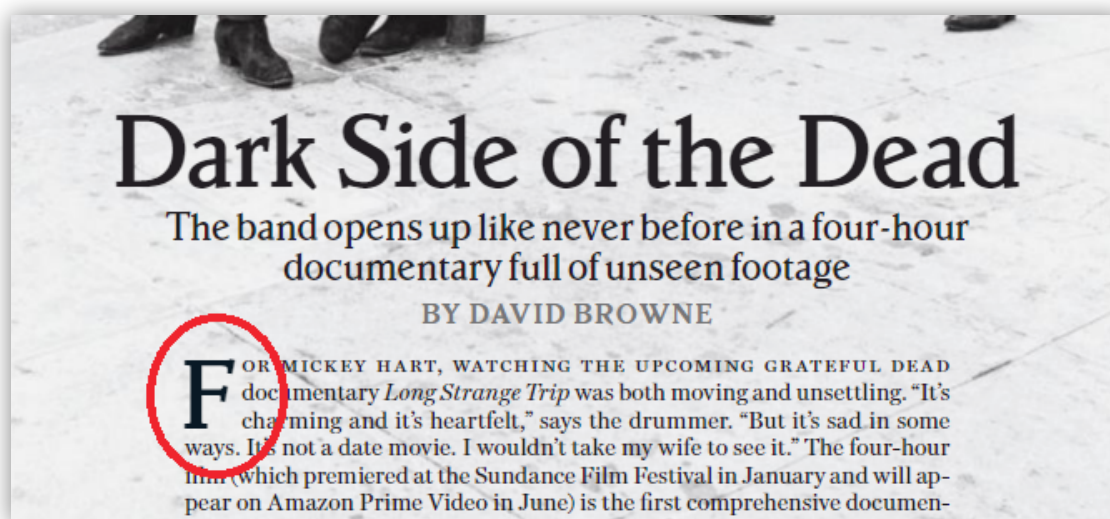 Dark Side of the Dead
The band opens up like never before in a four-hour
documentary full of unseen footage
BY DAVID BROWNE
FOR MICKEY HART, WATCHING THE UPCOMING GRATEFUL DEAD
documentary Long Strange Trip was both moving and unsettling. “It’s
charming and it’s heartfelt,” says the drummer. “But it’s sad in some
ways. It’s not a date movie. I wouldn’t take my wife to see it.” The four-hour
film (which premiered at the Sundance Film Festival in January and will ap-
pear on Amazon Prime Video in June) is the first comprehensive documen-